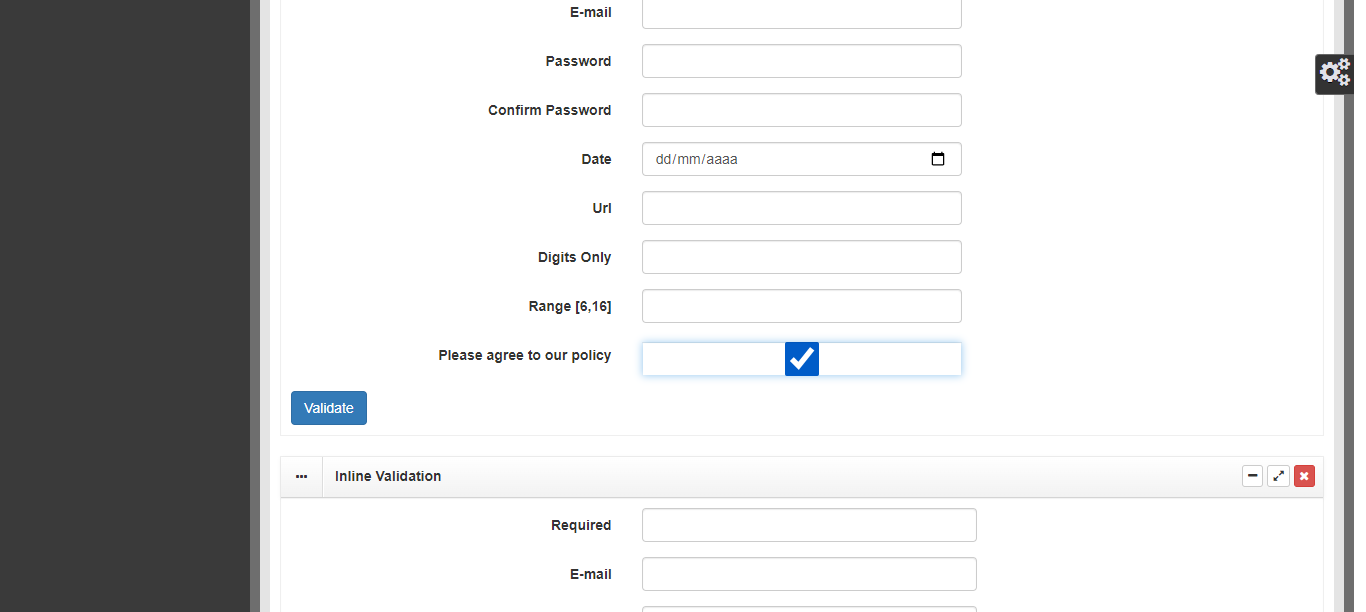 E-mail
Password
Confirm Password
Date
dd/mm/aaaa
Url
Digits Only
Range [6,16]
Please agree to our policy
Validate
Inline Validation
Required
E-mail